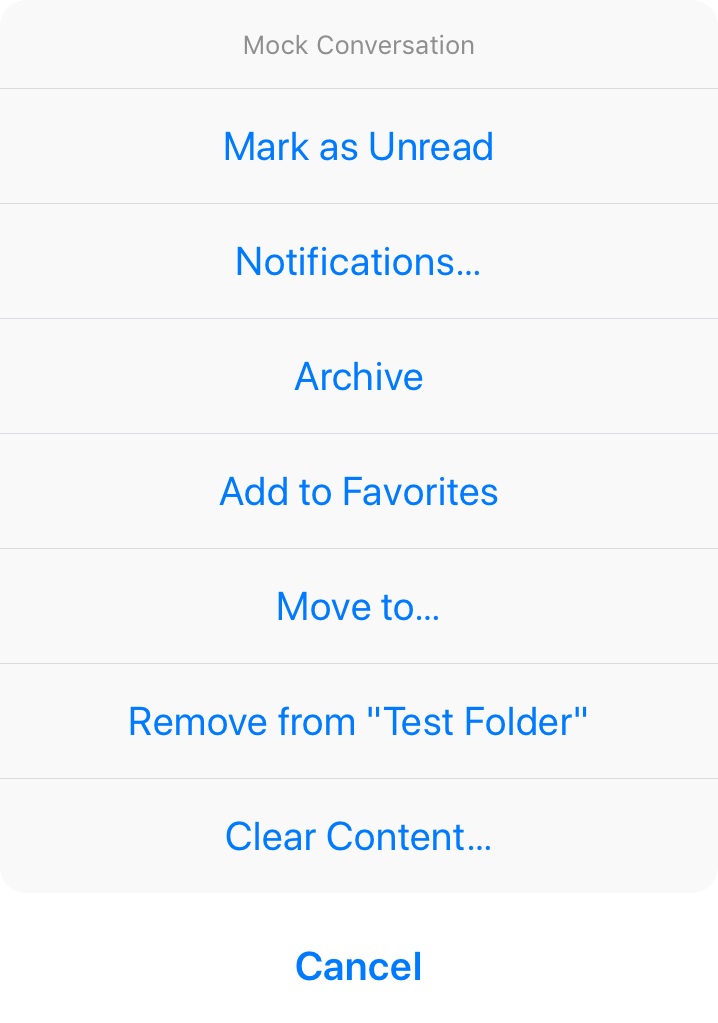 Mock Conversation
Mark as Unread
Notifications...
Archive
Add to Favorites
Move to...
Remove from "Test Folder"
Clear Content...
Cancel